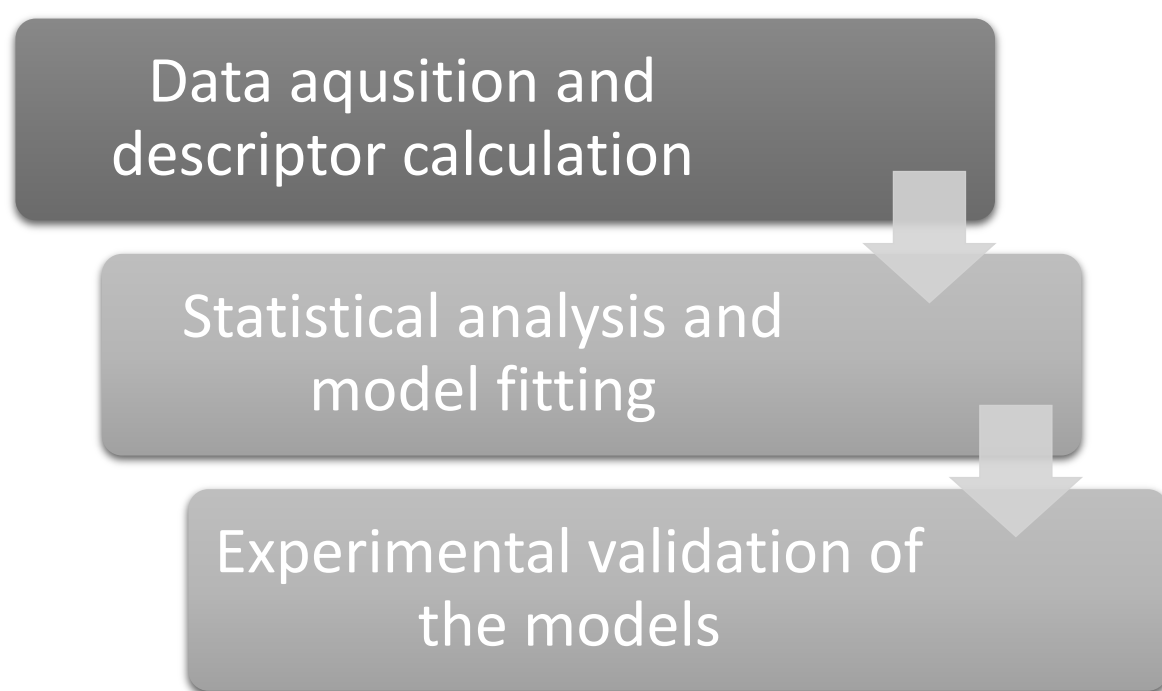 Data aqusition and
descriptor calculation
Statistical analysis and
model fitting
Experimental validation of
the models